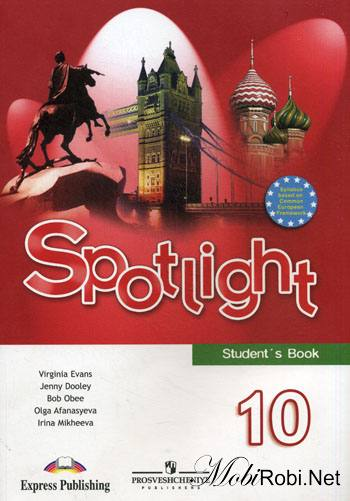 Syllabus
based on
Common
European
Framework
Spotlight
Student's Book
10
Virginia Evans
Jenny Dooley
Bob Obee
Olga Afanasyeva
Irina Mikheeva
Express Publishing
PROSVESHCHENIYE
PUBLISHERS
MobiRobi.Net